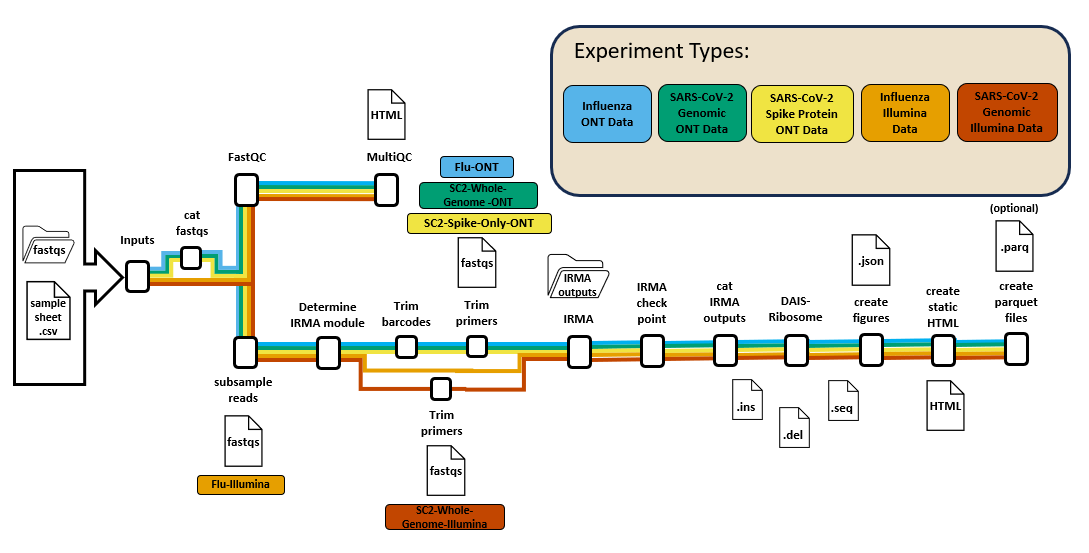 Experiment Types:
Influenza
ONT Data
SARS-CoV-2
Genomic
ONT Data
SARS-CoV-2
Spike Protein
ONT Data
Influenza
Illumina
Data
SARS-CoV-2
Genomic
Illumina Data
HTML
FastQC
MultiQC
Flu-ONT
SC2-Whole-
Genome -ONT
SC2-Spike-Only-ONT
fastqs
fastqs
sample
sheet
.csv
Inputs
cat
fastqs
Determine
IRMA module
Trim
barcodes
Trim
primers
IRMA
outputs
IRMA
IRMA
check
point
cat
IRMA
outputs
DAIS-
Ribosome
.json
create
figures
create
static
HTML
(optional)
.parq
create
parquet
files
subsample
reads
fastqs
Flu-Illumina
Trim
primers
fastqs
SC2-Whole-
Genome-Illumina
.ins
.del
.seq
HTML